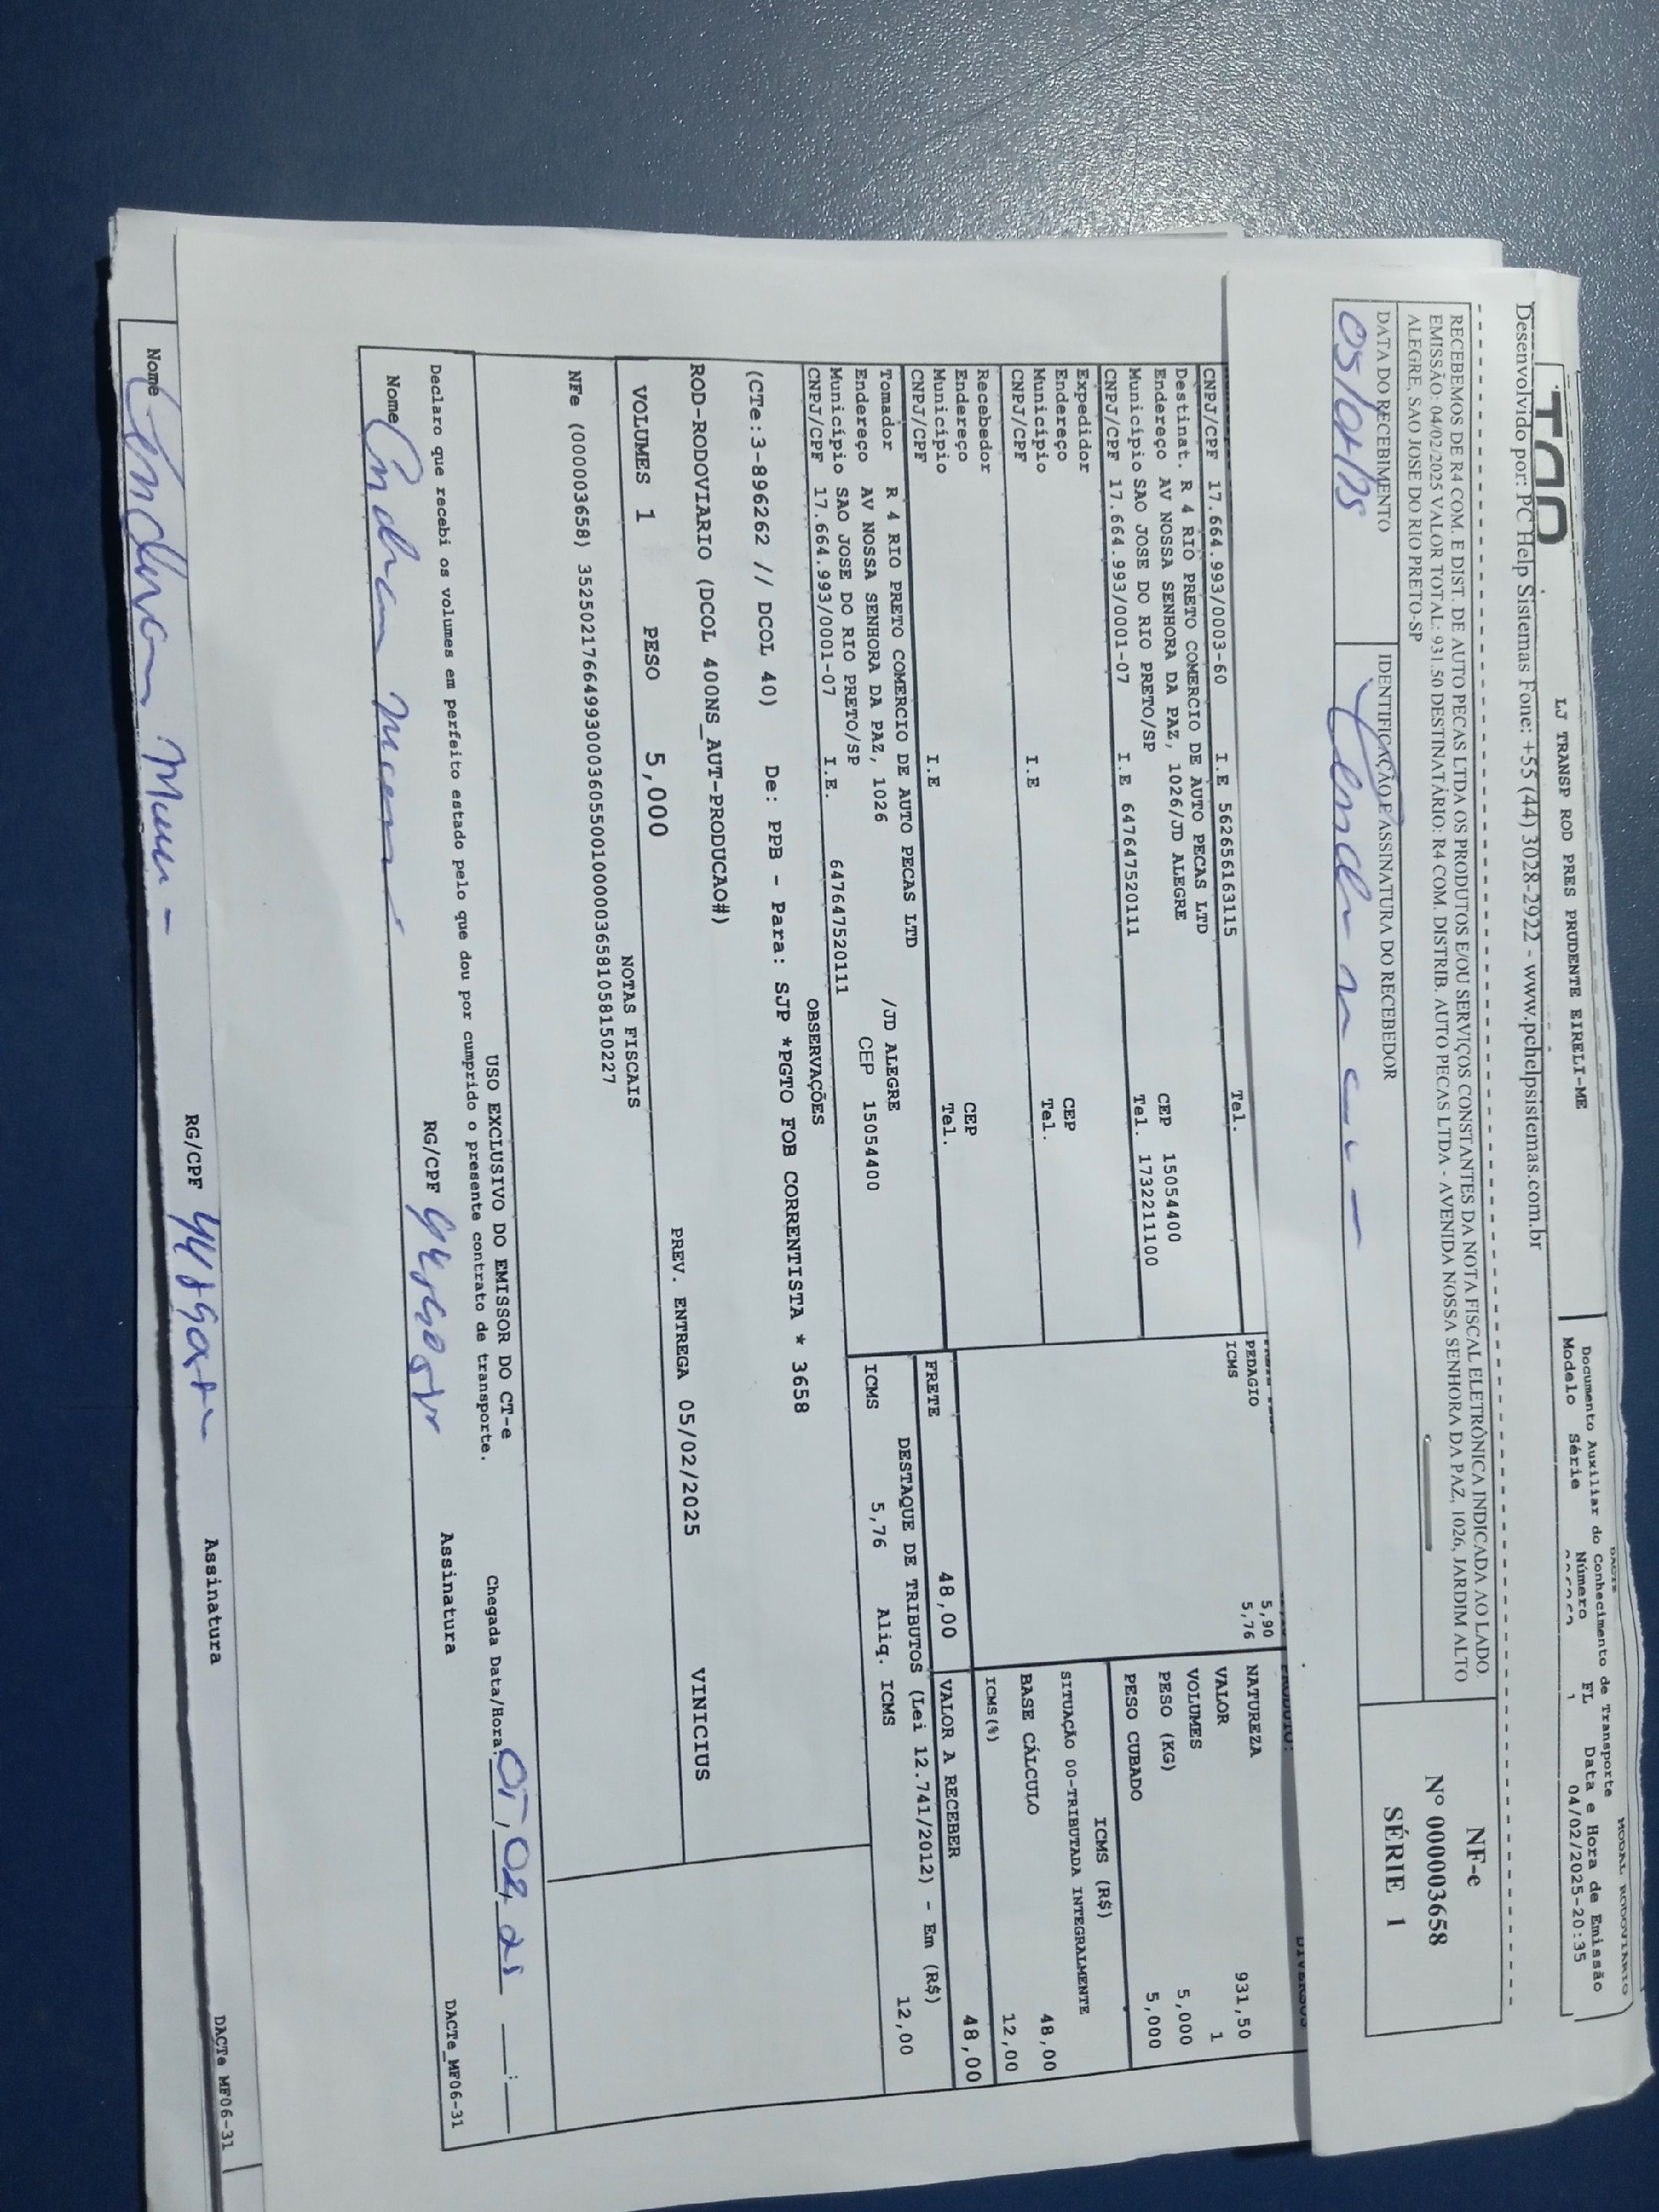 LJ TRANSP ROD PRES PRUDENTE EIRELI-ME
Documento Auxiliar do Conhecimento de Transporte
MODAL RODOVIÁRIO
Modelo Série Número FL Data e Hora de Emissão
1 04/02/2025-20:35
Desenvolvido por: PC Help Sistemas Fone: +55 (44) 3028-2922 - www.pchelpsistemas.com.br
RECEBEMOS DE R4 COM. E DIST. DE AUTO PECAS LTDA OS PRODUTOS E/OU SERVIÇOS CONSTANTES DA NOTA FISCAL ELETRÔNICA INDICADA AO LADO.
EMISSÃO: 04/02/2025 VALOR TOTAL: 931.50 DESTINATÁRIO: R4 COM. DISTRIB. AUTO PECAS LTDA - AVENIDA NOSSA SENHORA DA PAZ, 1026, JARDIM ALTO
ALEGRE, SAO JOSE DO RIO PRETO-SP
NF-e
Nº 000003658
SÉRIE 1
DATA DO RECEBIMENTO
IDENTIFICAÇÃO E ASSINATURA DO RECEBEDOR
CNPJ/CPF 17.664.993/0003-60 I.E 562656163115 Tel.
Destinat. R 4 RIO PRETO COMERCIO DE AUTO PECAS LTD
Endereço AV NOSSA SENHORA DA PAZ, 1026/JD ALEGRE CEP 15054400
Município SAO JOSE DO RIO PRETO/SP Tel. 1732211100
CNPJ/CPF 17.664.993/0001-07 I.E 647647520111
Expedidor
Endereço CEP
Município Tel.
CNPJ/CPF I.E
Recebedor
Endereço CEP
Município Tel.
CNPJ/CPF I.E
Tomador R 4 RIO PRETO COMERCIO DE AUTO PECAS LTD
Endereço AV NOSSA SENHORA DA PAZ, 1026 /JD ALEGRE
Município SAO JOSE DO RIO PRETO/SP CEP 15054400
CNPJ/CPF 17.664.993/0001-07 I.E. 647647520111
PEDAGIO 5,90
ICMS 5,76
NATUREZA DIVERSOS
VALOR 931,50
VOLUMES 1
PESO (KG) 5,000
PESO CUBADO 5,000
ICMS (R$)
SITUAÇÃO 00-TRIBUTADA INTEGRALMENTE
BASE CÁLCULO 48,00
ICMS(%) 12,00
FRETE 48,00 VALOR A RECEBER 48,00
DESTAQUE DE TRIBUTOS (Lei 12.741/2012) - Em (R$)
ICMS 5,76 Aliq. ICMS 12,00
OBSERVAÇÕES
(CTe:3-896262 // DCOL 40) De: PPB - Para: SJP *PGTO FOB CORRENTISTA * 3658
ROD-RODOVIARIO (DCOL 400NS_AUT-PRODUCAO#)
VOLUMES 1 PESO 5,000 PREV. ENTREGA 05/02/2025 VINICIUS
NOTAS FISCAIS
NFe (000003658) 35250217664993000360550010000036581058150227
USO EXCLUSIVO DO EMISSOR DO CT-e
Declaro que recebi os volumes em perfeito estado pelo que dou por cumprido o presente contrato de transporte.
Chegada Data/Hora: 05,02,25
Nome RG/CPF Assinatura
DACTe_MF06-31
Nome RG/CPF Assinatura
DACTe MF06-31